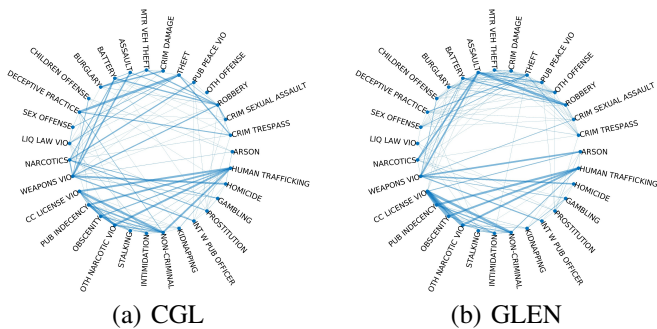 MTR VEH THEFT
CRIM DAMAGE
THEFT
PUB PEACE VIO
OTH OFFENSE
ROBBERY
CRIM SEXUAL ASSAULT
CRIM TRESPASS
ARSON
HUMAN TRAFFICKING
HOMICIDE
GAMBLING
PROSTITUTION
INT W PUB OFFICER
KIDNAPPING
NON-CRIMINAL
INTIMIDATION
STALKING
OTH NARCOTIC VIO
OBSCENITY
PUB INDECENCY
CC LICENSE VIO
WEAPONS VIO
NARCOTICS
LIQ LAW VIO
SEX OFFENSE
DECEPTIVE PRACTICE
CHILDREN OFFENSE
BURGLARY
BATTERY
ASSAULT
(a) CGL
MTR VEH THEFT
CRIM DAMAGE
THEFT
PUB PEACE VIO
OTH OFFENSE
ROBBERY
CRIM SEXUAL ASSAULT
CRIM TRESPASS
ARSON
HUMAN TRAFFICKING
HOMICIDE
GAMBLING
PROSTITUTION
INT W PUB OFFICER
KIDNAPPING
NON-CRIMINAL
INTIMIDATION
STALKING
OTH NARCOTIC VIO
OBSCENITY
PUB INDECENCY
CC LICENSE VIO
WEAPONS VIO
NARCOTICS
LIQ LAW VIO
SEX OFFENSE
DECEPTIVE PRACTICE
CHILDREN OFFENSE
BURGLARY
BATTERY
ASSAULT
(b) GLEN